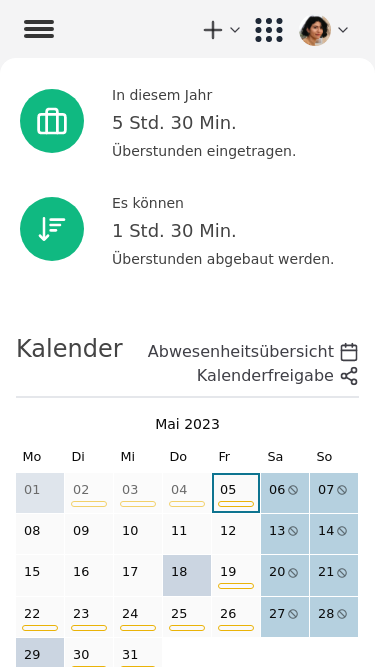 In diesem Jahr
5 Std. 30 Min.
Überstunden eingetragen.
Es können
1 Std. 30 Min.
Überstunden abgebaut werden.
Kalender
Abwesenheitsübersicht
Kalenderfreigabe
Mai 2023
Mo Di Mi Do Fr Sa So
01 02 03 04 05 06 07
08 09 10 11 12 13 14
15 16 17 18 19 20 21
22 23 24 25 26 27 28
29 30 31